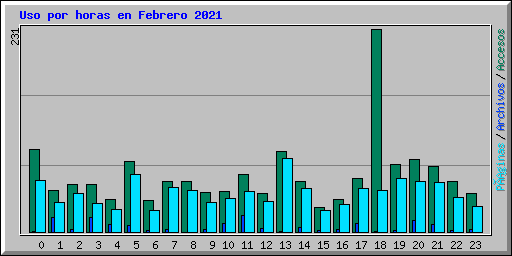 Uso por horas en Febrero 2021
231
Pÿginas / Archivos / Accesos
0 1 2 3 4 5 6 7 8 9 10 11 12 13 14 15 16 17 18 19 20 21 22 23